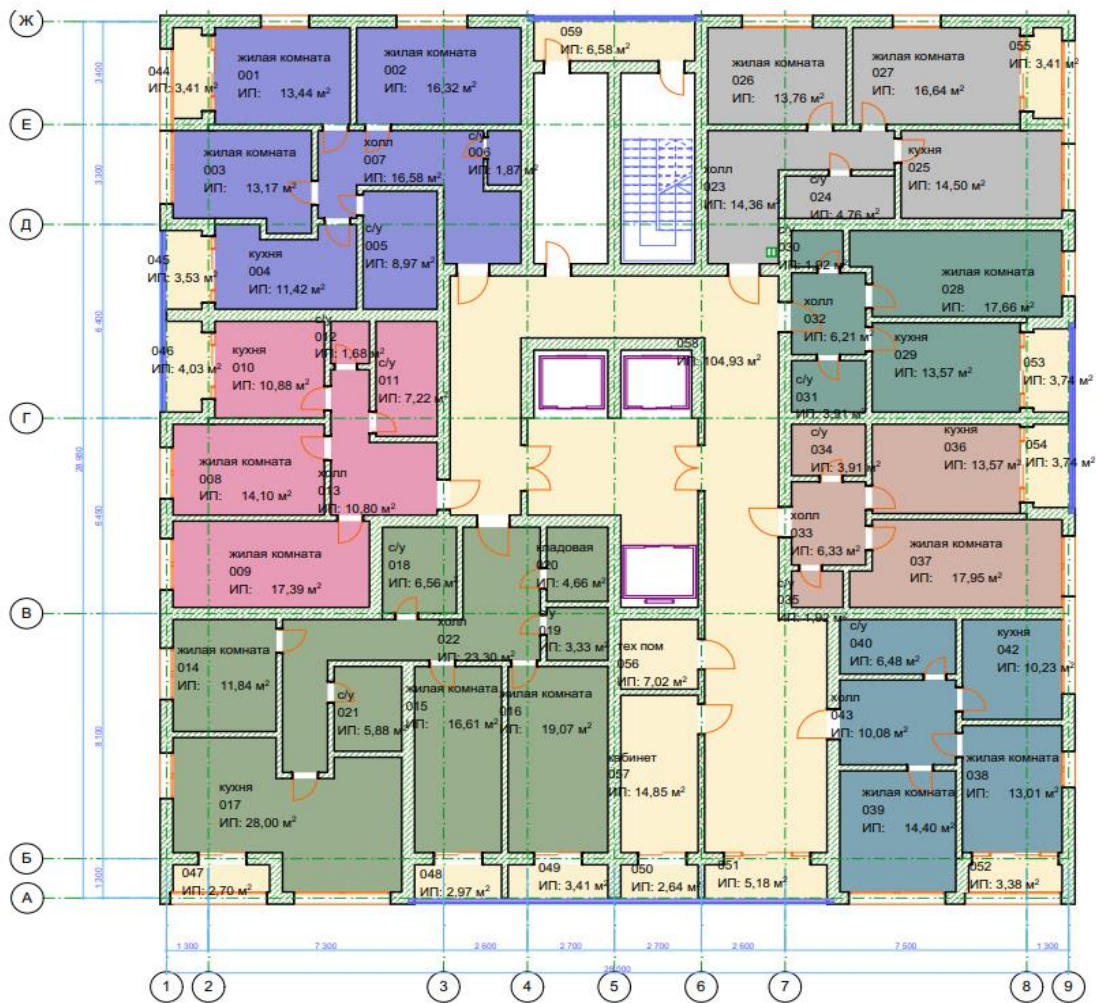 Ж
059
ИП: 6,58 м²
жилая комната
001
ИП: 13,44 м²
жилая комната
002
ИП: 16,32 м²
жилая комната
026
ИП: 13,76 м²
жилая комната
027
ИП: 16,64 м²
055
ИП: 3,41 м²
044
ИП: 3,41 м²
3 400
Е
жилая комната
003
ИП: 13,17 м²
холл
007
ИП: 16,58 м²
с/у
006
ИП: 1,87 м²
холл
023
ИП: 14,36 м²
с/у
024
ИП: 4,76 м²
кухня
025
ИП: 14,50 м²
3 300
Д
045
ИП: 3,53 м²
кухня
004
ИП: 11,42 м²
с/у
005
ИП: 8,97 м²
с/у
030
ИП: 1,92 м²
жилая комната
028
ИП: 17,66 м²
холл
032
ИП: 6,21 м²
6 400
046
ИП: 4,03 м²
кухня
010
ИП: 10,88 м²
с/у
012
ИП: 1,68 м²
с/у
011
ИП: 7,22 м²
058
ИП: 104,93 м²
кухня
029
ИП: 13,57 м²
053
ИП: 3,74 м²
с/у
031
ИП: 3,91 м²
Г
28 950
жилая комната
008
ИП: 14,10 м²
холл
013
ИП: 10,80 м²
с/у
034
ИП: 3,91 м²
кухня
036
ИП: 13,57 м²
054
ИП: 3,74 м²
6 450
жилая комната
009
ИП: 17,39 м²
с/у
018
ИП: 6,56 м²
кладовая
020
ИП: 4,66 м²
холл
033
ИП: 6,33 м²
жилая комната
037
ИП: 17,95 м²
с/у
035
ИП: 1,92 м²
В
жилая комната
014
ИП: 11,84 м²
холл
022
ИП: 23,30 м²
с/у
019
ИП: 3,33 м²
тех пом
056
ИП: 7,02 м²
с/у
040
ИП: 6,48 м²
кухня
042
ИП: 10,23 м²
с/у
021
ИП: 5,88 м²
жилая комната
015
ИП: 16,61 м²
жилая комната
016
ИП: 19,07 м²
холл
043
ИП: 10,08 м²
8 100
кухня
017
ИП: 28,00 м²
кабинет
057
ИП: 14,85 м²
жилая комната
039
ИП: 14,40 м²
жилая комната
038
ИП: 13,01 м²
Б
047
ИП: 2,70 м²
048
ИП: 2,97 м²
049
ИП: 3,41 м²
050
ИП: 2,64 м²
051
ИП: 5,18 м²
052
ИП: 3,38 м²
1 300
А
1 300
7 300
2 600
2 700
2 700
2 600
7 500
1 300
28 000
1
2
3
4
5
6
7
8
9